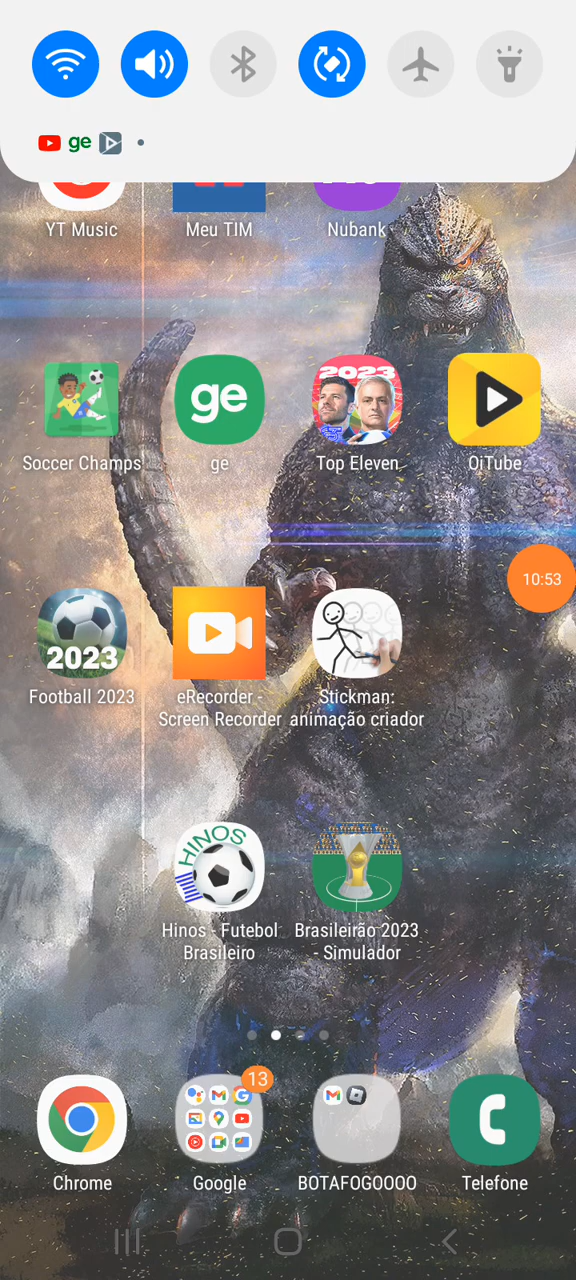 ge
YT Music
Meu TIM
Nubank
ge
2023
Soccer Champs
ge
Top Eleven
OiTube
10:53
2023
Football 2023
eRecorder -
Screen Recorder
Stickman:
animação criador
HINOS
Hinos - Futebol
Brasileiro
Brasileirão 2023
- Simulador
13
Chrome
Google
BOTAFOGOOOO
Telefone